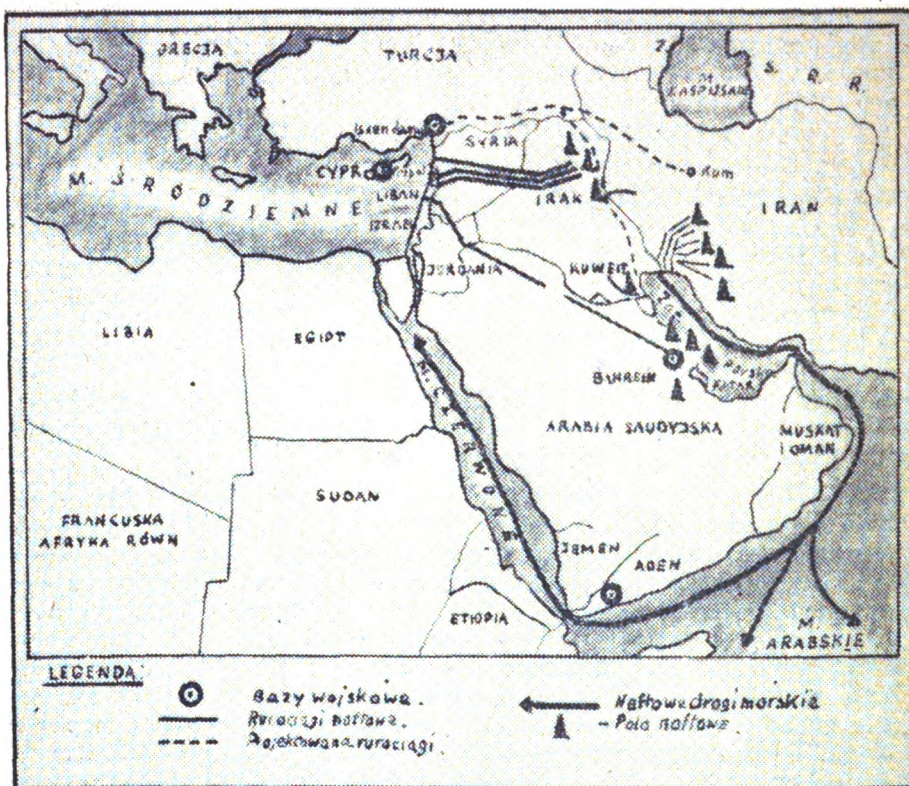 GRECJA
TURCJA
Z. S. R. R.
M. KASPIJSKIE
SYRIA
CYPR
LIBAN
IZRAEL
M. ŚRÓDZIEMNE
IRAK
Kum
IRAN
JORDANIA
KUWEIT
LIBIA
EGIPT
BAHREIN
KATAR
ARABIA SAUDYJSKA
MUSKAT
I OMAN
M. CZERWONE
SUDAN
FRANCUSKA
AFRYKA RÓWN
JEMEN
ADEN
ETIOPIA
M.
ARABSKIE
LEGENDA:
Bazy wojskowe.
Rurociągi naftowe.
Projektowane rurociągi
Naftowe drogi morskie
- Pola naftowe